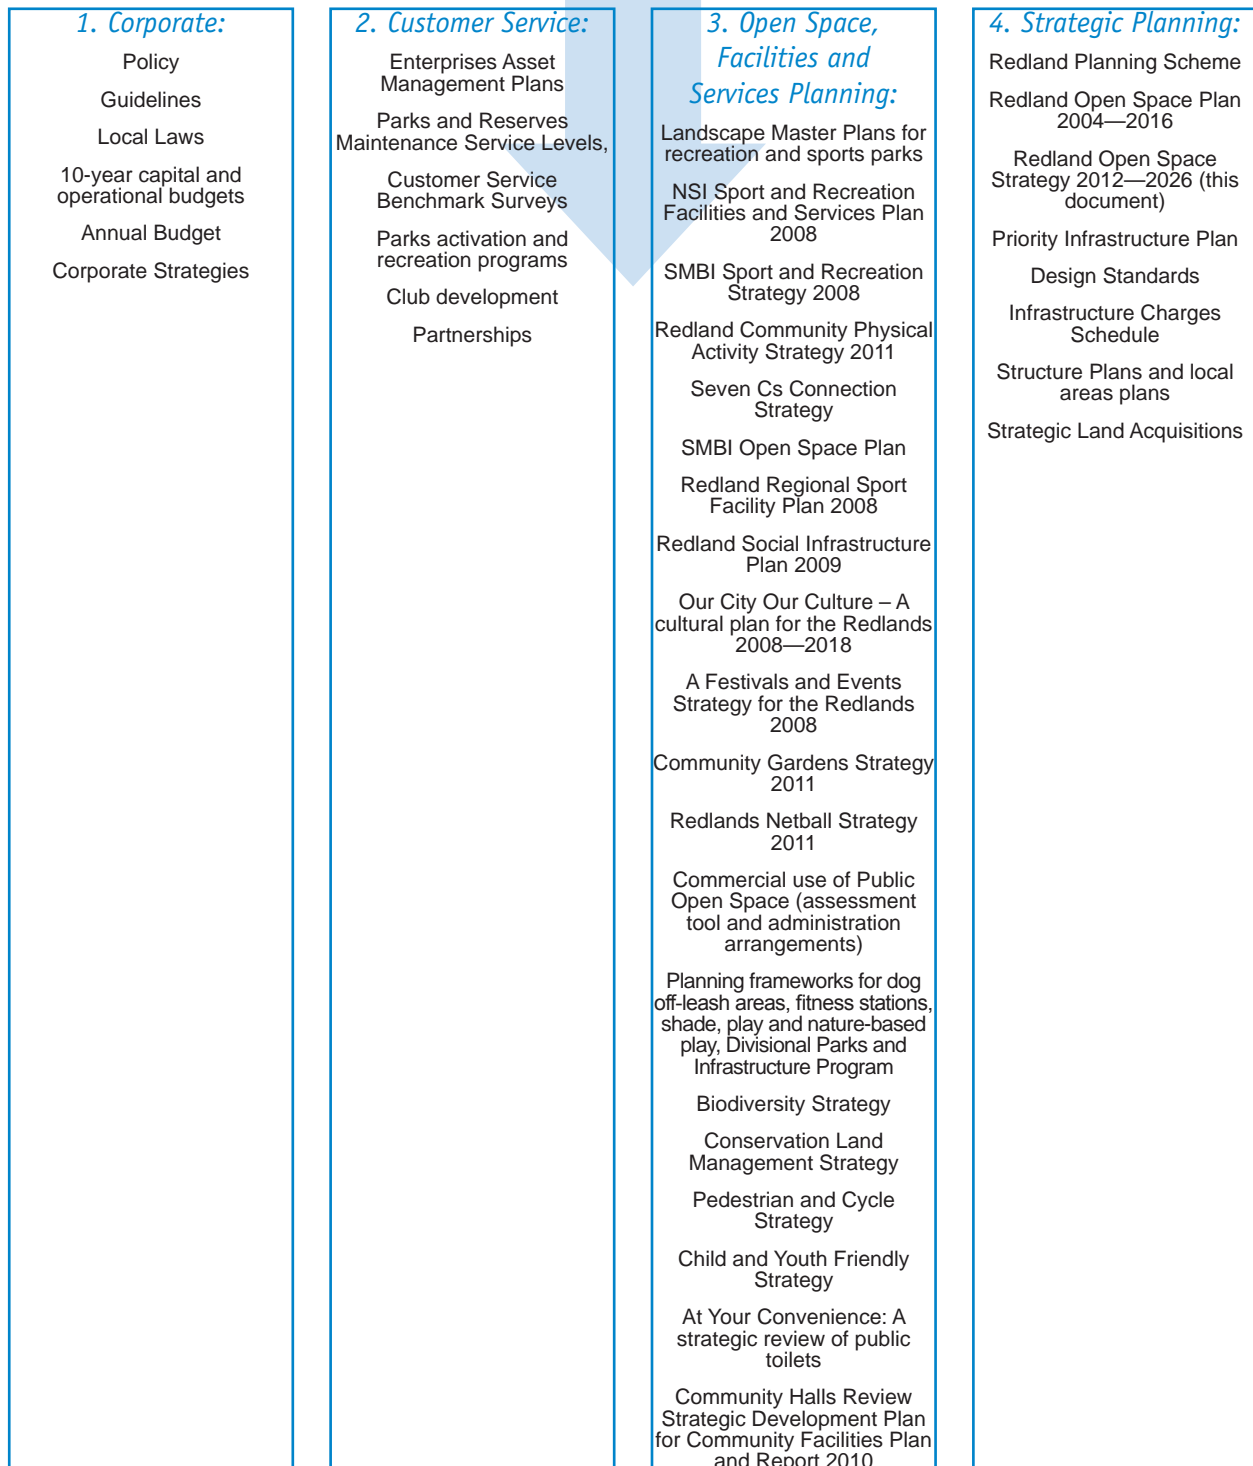 1. Corporate:
Policy
Guidelines
Local Laws
10-year capital and
operational budgets
Annual Budget
Corporate Strategies
2. Customer Service:
Enterprises Asset
Management Plans
Parks and Reserves
Maintenance Service Levels,
Customer Service
Benchmark Surveys
Parks activation and
recreation programs
Club development
Partnerships
3. Open Space,
Facilities and
Services Planning:
Landscape Master Plans for
recreation and sports parks
NSI Sport and Recreation
Facilities and Services Plan
2008
SMBI Sport and Recreation
Strategy 2008
Redland Community Physical
Activity Strategy 2011
Seven Cs Connection
Strategy
SMBI Open Space Plan
Redland Regional Sport
Facility Plan 2008
Redland Social Infrastructure
Plan 2009
Our City Our Culture – A
cultural plan for the Redlands
2008—2018
A Festivals and Events
Strategy for the Redlands
2008
Community Gardens Strategy
2011
Redlands Netball Strategy
2011
Commercial use of Public
Open Space (assessment
tool and administration
arrangements)
Planning frameworks for dog
off-leash areas, fitness stations,
shade, play and nature-based
play, Divisional Parks and
Infrastructure Program
Biodiversity Strategy
Conservation Land
Management Strategy
Pedestrian and Cycle
Strategy
Child and Youth Friendly
Strategy
At Your Convenience: A
strategic review of public
toilets
Community Halls Review
Strategic Development Plan
for Community Facilities Plan
and Report 2010
4. Strategic Planning:
Redland Planning Scheme
Redland Open Space Plan
2004—2016
Redland Open Space
Strategy 2012—2026 (this
document)
Priority Infrastructure Plan
Design Standards
Infrastructure Charges
Schedule
Structure Plans and local
areas plans
Strategic Land Acquisitions